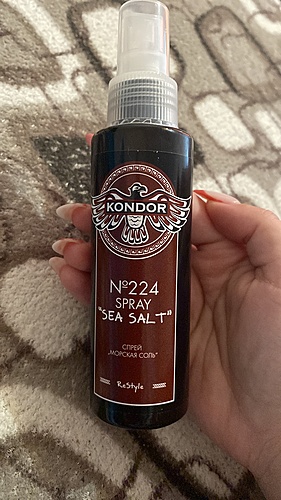 KONDOR
№224
SPRAY
"SEA SALT"
СПРЕЙ
„МОРСКАЯ СОЛЬ"
ReStyle